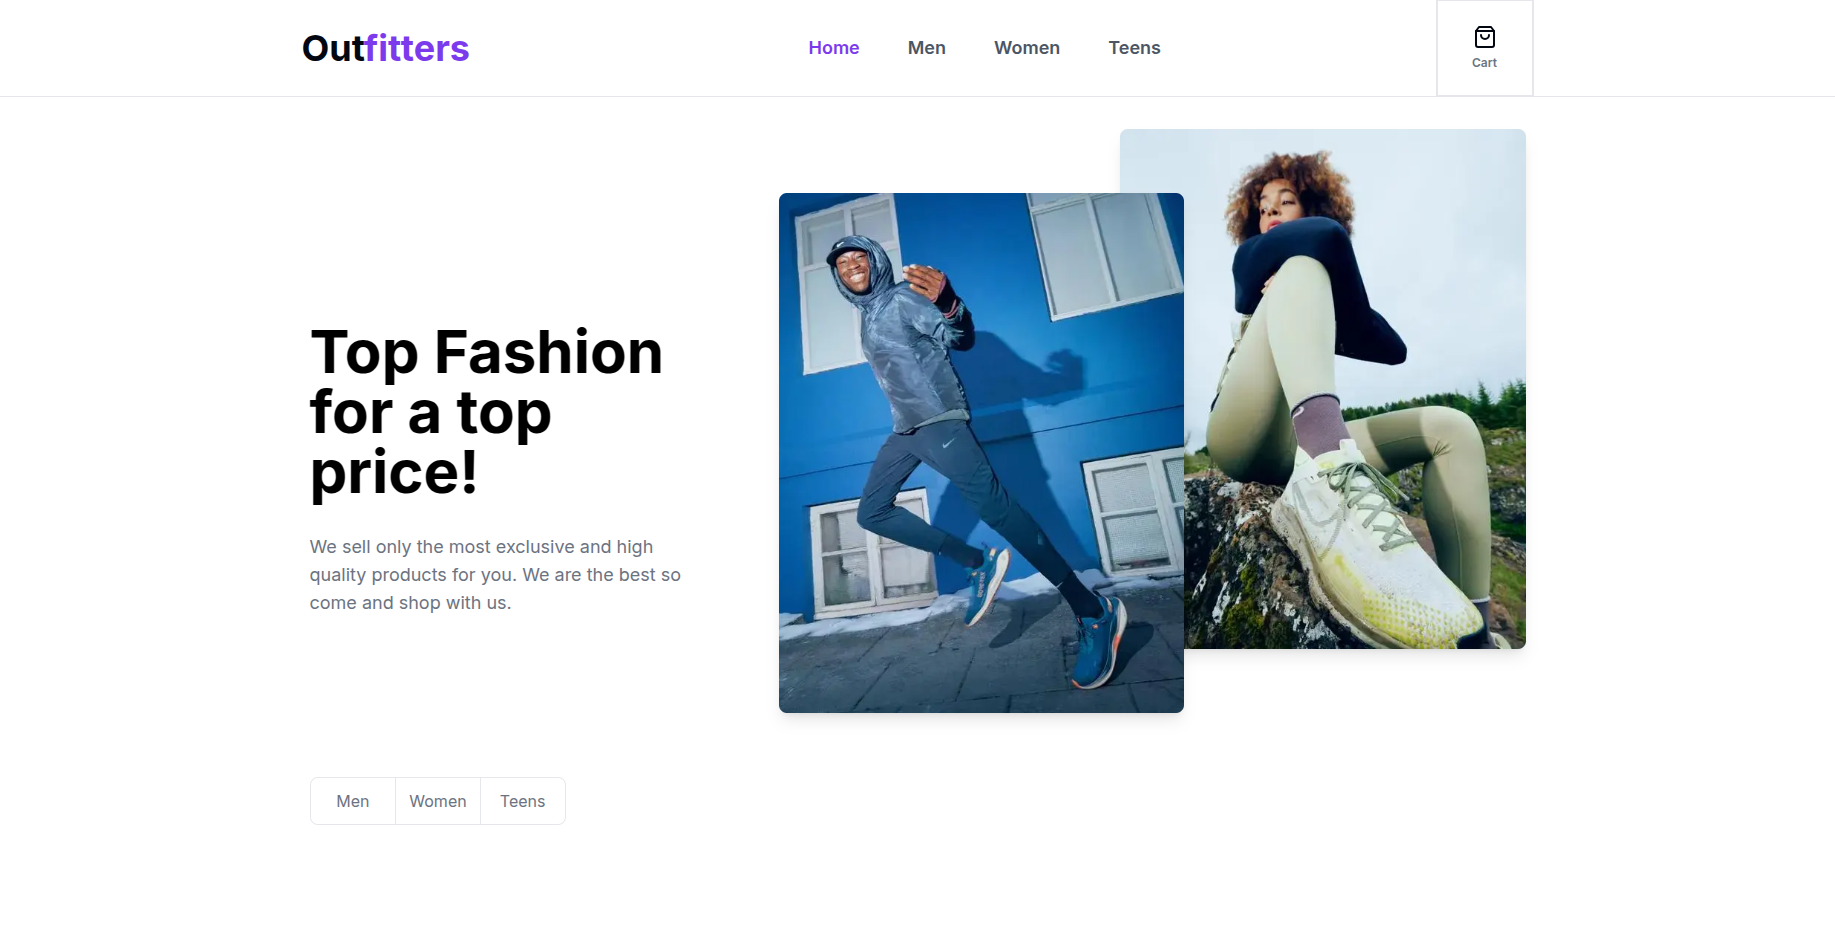 Outfitters
Home Men Women Teens
Cart
Top Fashion
for a top
price!
We sell only the most exclusive and high
quality products for you. We are the best so
come and shop with us.
Men Women Teens